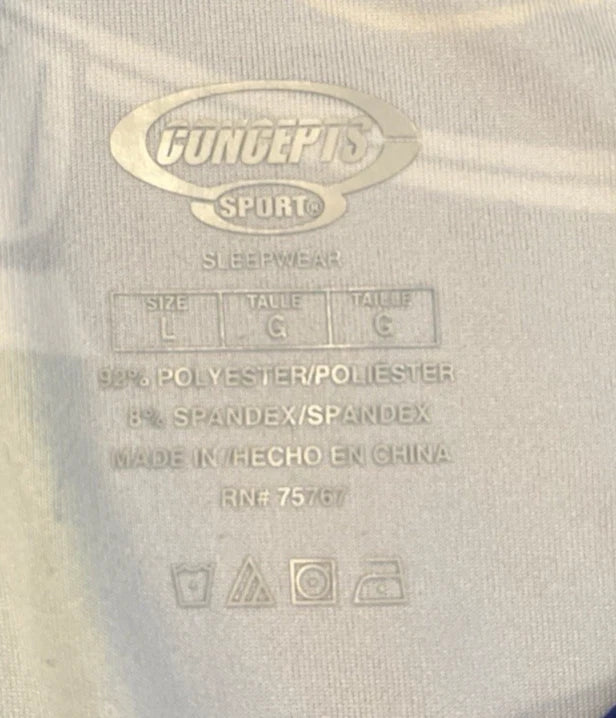 CONCEPTS
SPORT®
SLEEPWEAR
SIZE TALLE TAILLE
L G G
92% POLYESTER/POLIESTER
8% SPANDEX/SPANDEX
MADE IN /HECHO EN CHINA
RN# 75767